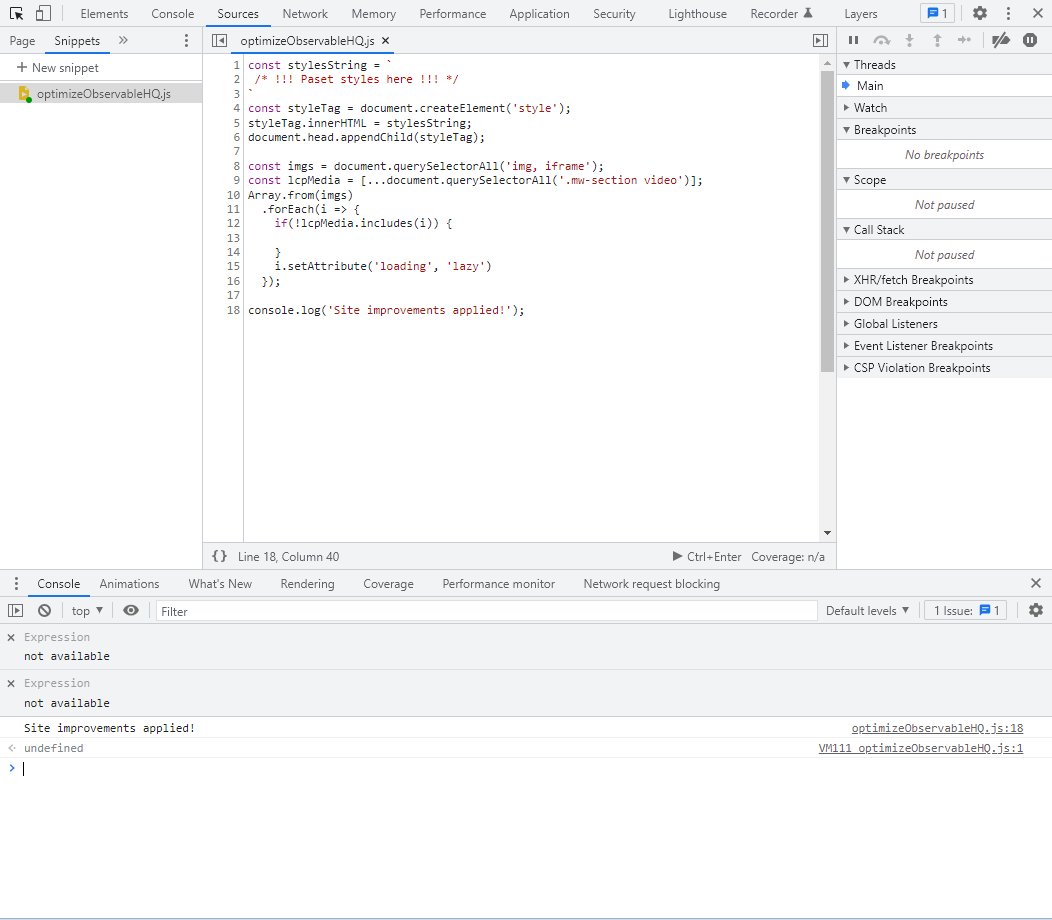 Elements Console Sources Network Memory Performance Application Security Lighthouse Recorder Layers 1
Page Snippets »
optimizeObservableHQ.js ×
+ New snippet
optimizeObservableHQ.js
1 const stylesString = `
2 /* !!! Paset styles here !!! */
3 `
4 const styleTag = document.createElement('style');
5 styleTag.innerHTML = stylesString;
6 document.head.appendChild(styleTag);
7
8 const imgs = document.querySelectorAll('img, iframe');
9 const lcpMedia = [...document.querySelectorAll('.mw-section video')];
10 Array.from(imgs)
11 .forEach(i => {
12 if(!lcpMedia.includes(i)) {
13
14 }
15 i.setAttribute('loading', 'lazy')
16 });
17
18 console.log('Site improvements applied!');
{} Line 18, Column 40 Ctrl+Enter Coverage: n/a
Threads
Main
Watch
Breakpoints
No breakpoints
Scope
Not paused
Call Stack
Not paused
XHR/fetch Breakpoints
DOM Breakpoints
Global Listeners
Event Listener Breakpoints
CSP Violation Breakpoints
Console Animations What's New Rendering Coverage Performance monitor Network request blocking
top Filter Default levels 1 Issue: 1
Expression
not available
Expression
not available
Site improvements applied! optimizeObservableHQ.js:18
undefined VM111 optimizeObservableHQ.js:1